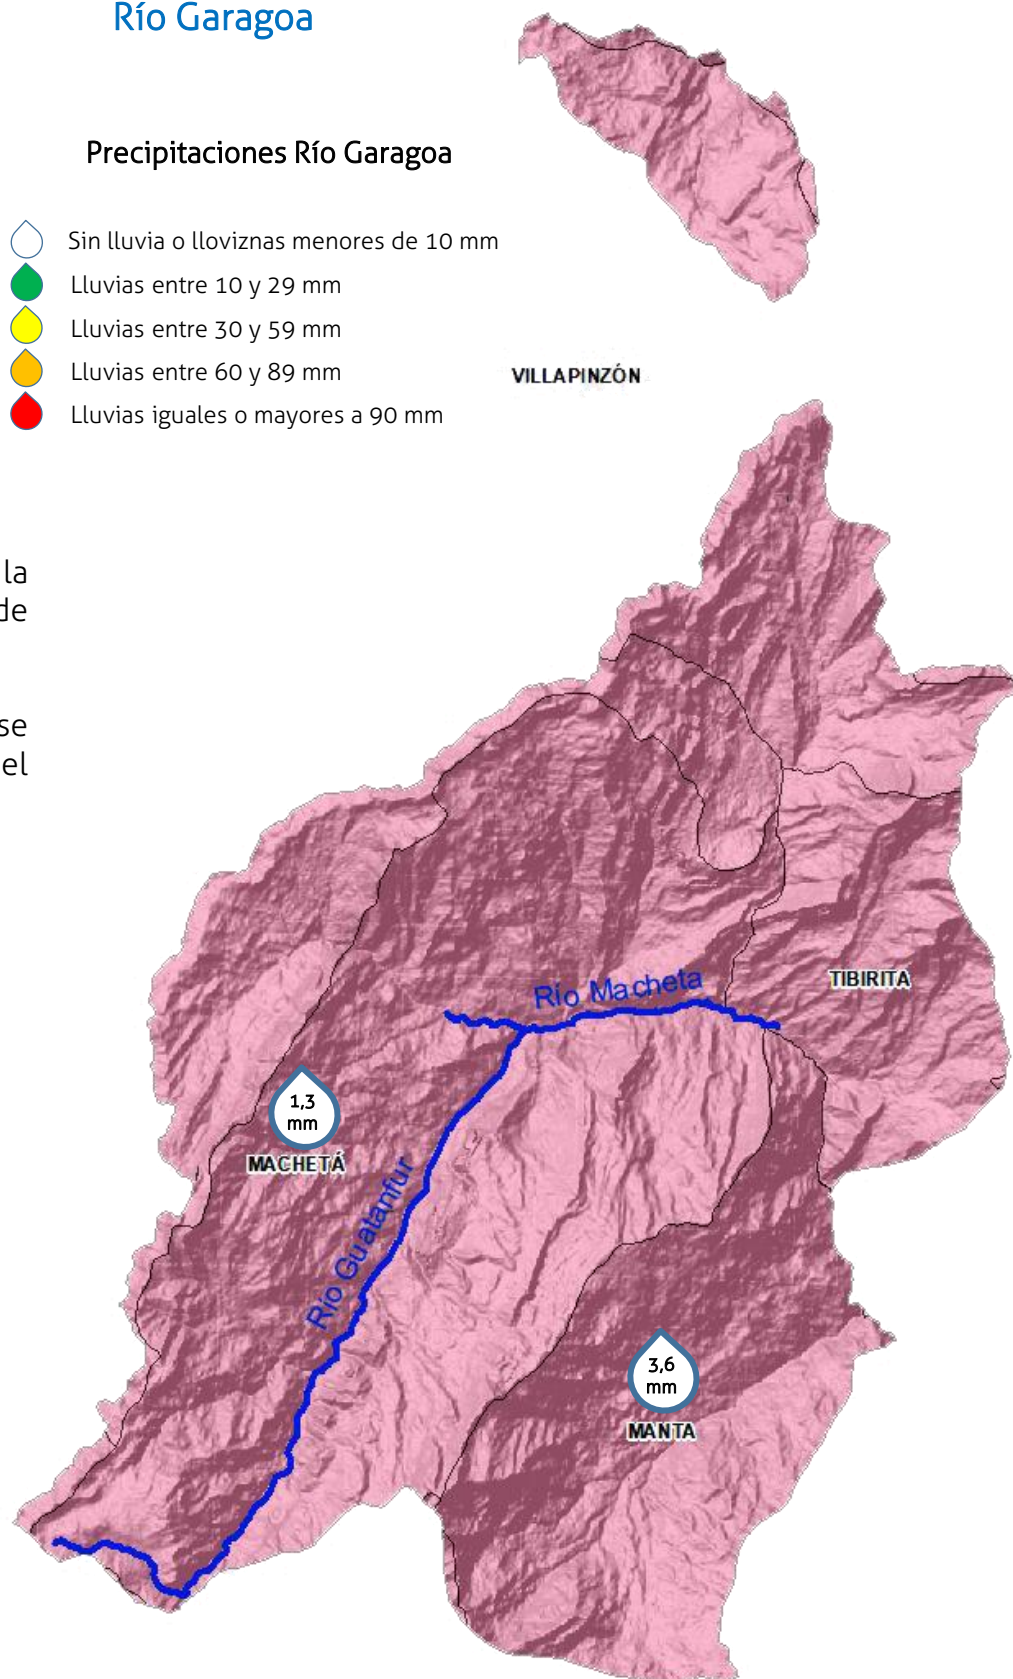 Río Garagoa
Precipitaciones Río Garagoa
Sin lluvia o lloviznas menores de 10 mm
Lluvias entre 10 y 29 mm
Lluvias entre 30 y 59 mm
Lluvias entre 60 y 89 mm
Lluvias iguales o mayores a 90 mm
VILLAPINZÓN
la
de
se
el
Río Macheta
TIBIRITA
1,3
mm
MACHETÁ
Río Guatanfur
3,6
mm
MANTA